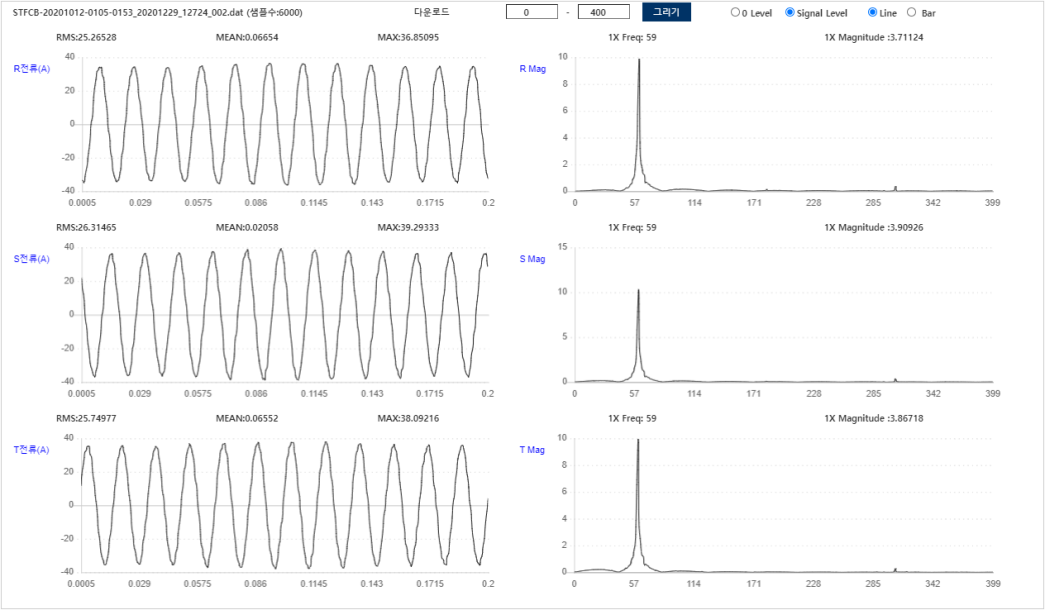 STFCB-20201012-0105-0153_20201229_12724_002.dat (샘플수:6000) 다운로드 0 - 400 그리기 0 Level Signal Level Line Bar
RMS:25.26528 MEAN:0.06654 MAX:36.85095 1X Freq: 59 1X Magnitude :3.71124
R전류(A)
40
20
0
-20
-40
0.0005 0.029 0.0575 0.086 0.1145 0.143 0.1715 0.2
R Mag
10
8
6
4
2
0
0 57 114 171 228 285 342 399
RMS:26.31465 MEAN:0.02058 MAX:39.29333 1X Freq: 59 1X Magnitude :3.90926
S전류(A)
40
20
0
-20
-40
0.0005 0.029 0.0575 0.086 0.1145 0.143 0.1715 0.2
S Mag
15
10
5
0
0 57 114 171 228 285 342 399
RMS:25.74977 MEAN:0.06552 MAX:38.09216 1X Freq: 59 1X Magnitude :3.86718
T전류(A)
40
20
0
-20
-40
0.0005 0.029 0.0575 0.086 0.1145 0.143 0.1715 0.2
T Mag
10
8
6
4
2
0
0 57 114 171 228 285 342 399